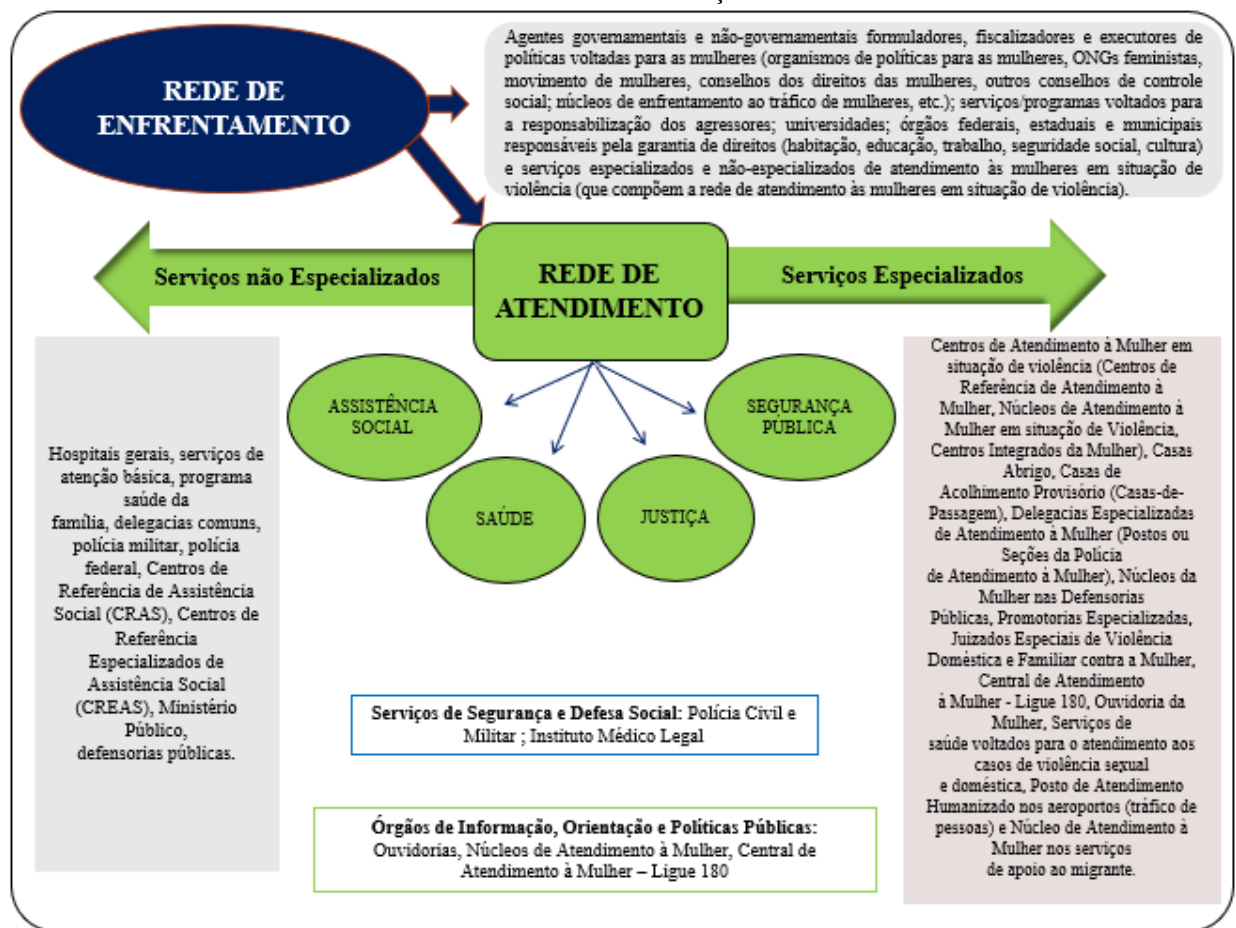 REDE DE
ENFRENTAMENTO
Agentes governamentais e não-governamentais formuladores, fiscalizadores e executores de
políticas voltadas para as mulheres (organismos de políticas para as mulheres, ONGs feministas,
movimento de mulheres, conselhos dos direitos das mulheres, outros conselhos de controle
social; núcleos de enfrentamento ao tráfico de mulheres, etc.); serviços/programas voltados para
a responsabilização dos agressores; universidades; órgãos federais, estaduais e municipais
responsáveis pela garantia de direitos (habitação, educação, trabalho, seguridade social, cultura)
e serviços especializados e não-especializados de atendimento às mulheres em situação de
violência (que compõem a rede de atendimento às mulheres em situação de violência).
Serviços não Especializados
REDE DE
ATENDIMENTO
Serviços Especializados
ASSISTÊNCIA
SOCIAL
SAÚDE
JUSTIÇA
SEGURANÇA
PÚBLICA
Hospitais gerais, serviços de
atenção básica, programa
saúde da
família, delegacias comuns,
polícia militar, polícia
federal, Centros de
Referência de Assistência
Social (CRAS), Centros de
Referência
Especializados de
Assistência Social
(CREAS), Ministério
Público,
defensorias públicas.
Centros de Atendimento à Mulher em
situação de violência (Centros de
Referência de Atendimento à
Mulher, Núcleos de Atendimento à
Mulher em situação de Violência,
Centros Integrados da Mulher), Casas
Abrigo, Casas de
Acolhimento Provisório (Casas-de-
Passagem), Delegacias Especializadas
de Atendimento à Mulher (Postos ou
Seções da Polícia
de Atendimento à Mulher), Núcleos da
Mulher nas Defensorias
Públicas, Promotorias Especializadas,
Juizados Especiais de Violência
Doméstica e Familiar contra a Mulher,
Central de Atendimento
à Mulher - Ligue 180, Ouvidoria da
Mulher, Serviços de
saúde voltados para o atendimento aos
casos de violência sexual
e doméstica, Posto de Atendimento
Humanizado nos aeroportos (tráfico de
pessoas) e Núcleo de Atendimento à
Mulher nos serviços
de apoio ao migrante.
Serviços de Segurança e Defesa Social: Polícia Civil e
Militar ; Instituto Médico Legal
Órgãos de Informação, Orientação e Políticas Públicas:
Ouvidorias, Núcleos de Atendimento à Mulher, Central de
Atendimento à Mulher – Ligue 180